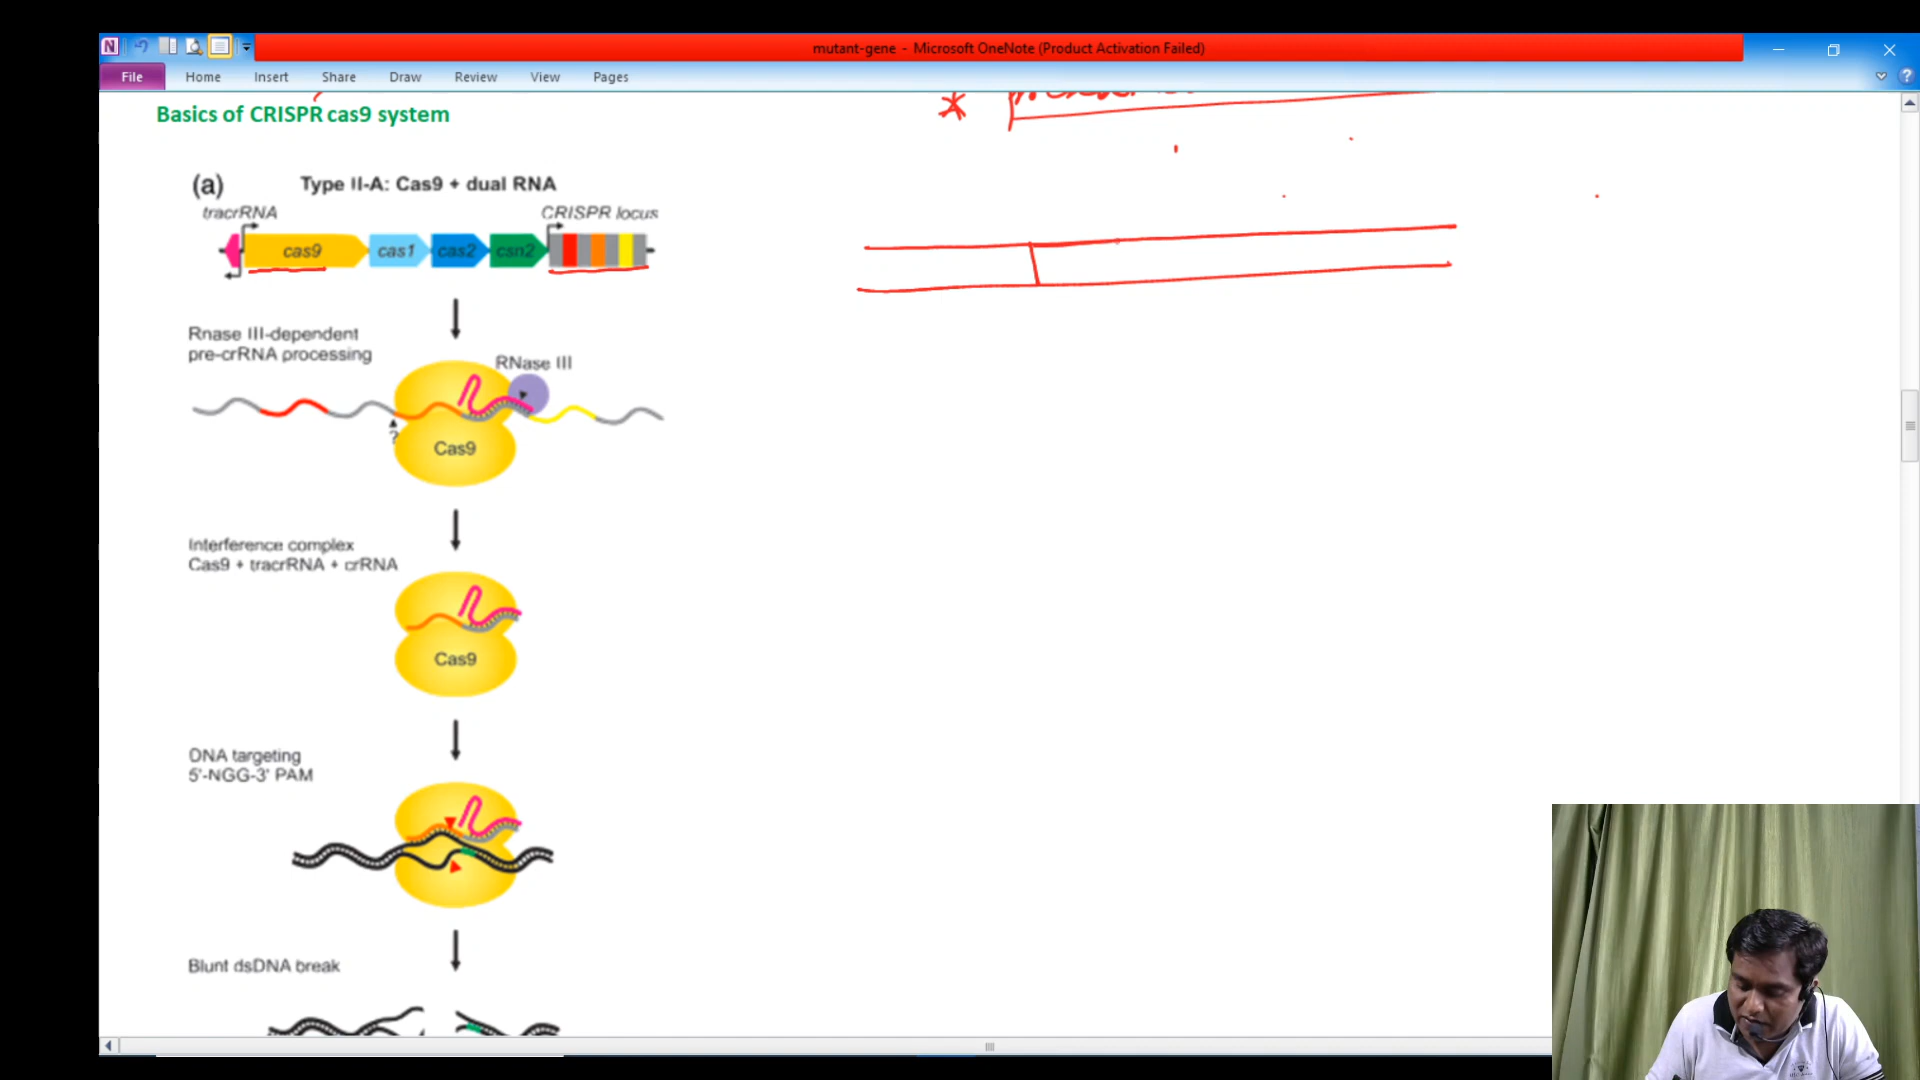 mutant-gene - Microsoft OneNote (Product Activation Failed)
File Home Insert Share Draw Review View Pages
Basics of CRISPR cas9 system
*
(a) Type II-A: Cas9 + dual RNA
tracrRNA CRISPR locus
cas9 cas1 cas2 csn2
Rnase III-dependent
pre-crRNA processing
RNase III
?
Cas9
Interference complex
Cas9 + tracrRNA + crRNA
Cas9
DNA targeting
5'-NGG-3' PAM
Blunt dsDNA break